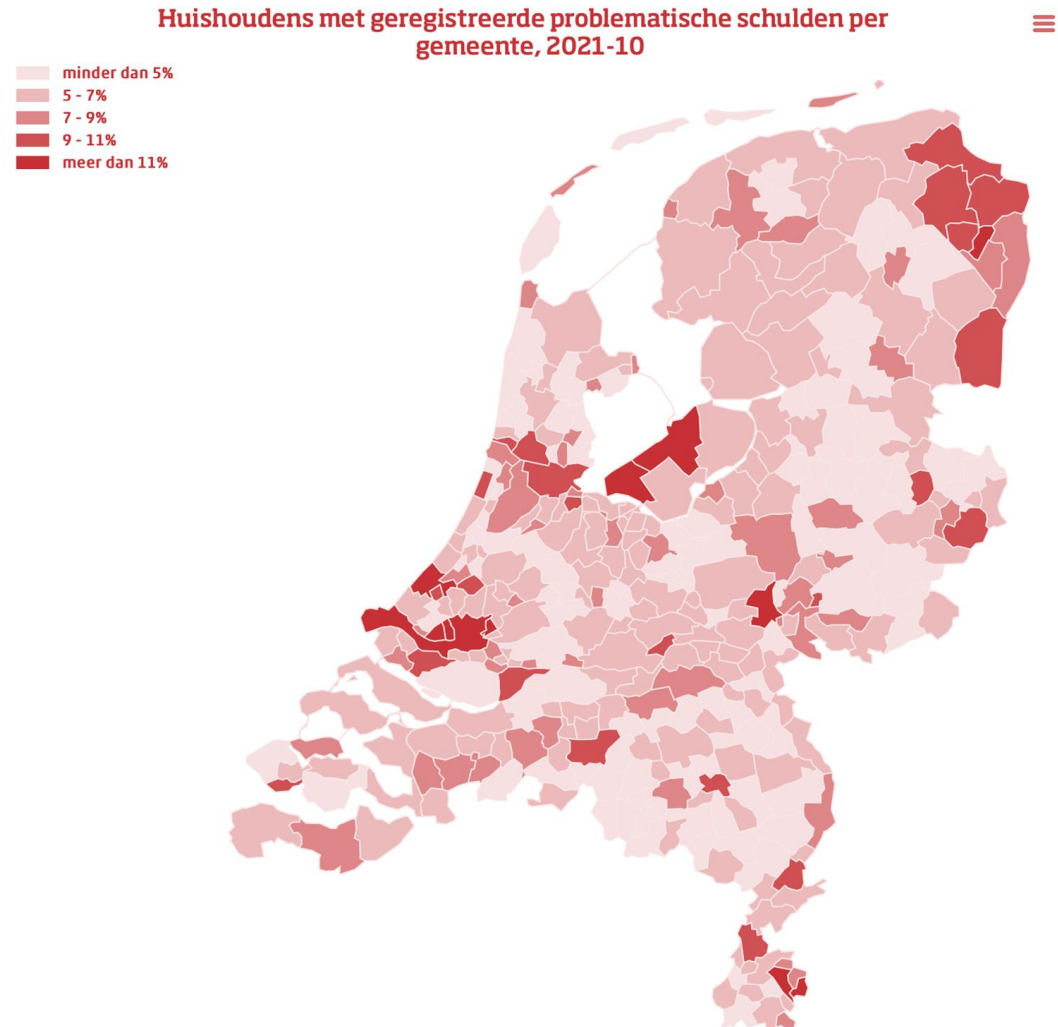 Huishoudens met geregistreerde problematische schulden per
gemeente, 2021-10
minder dan 5%
5 - 7%
7 - 9%
9 - 11%
meer dan 11%